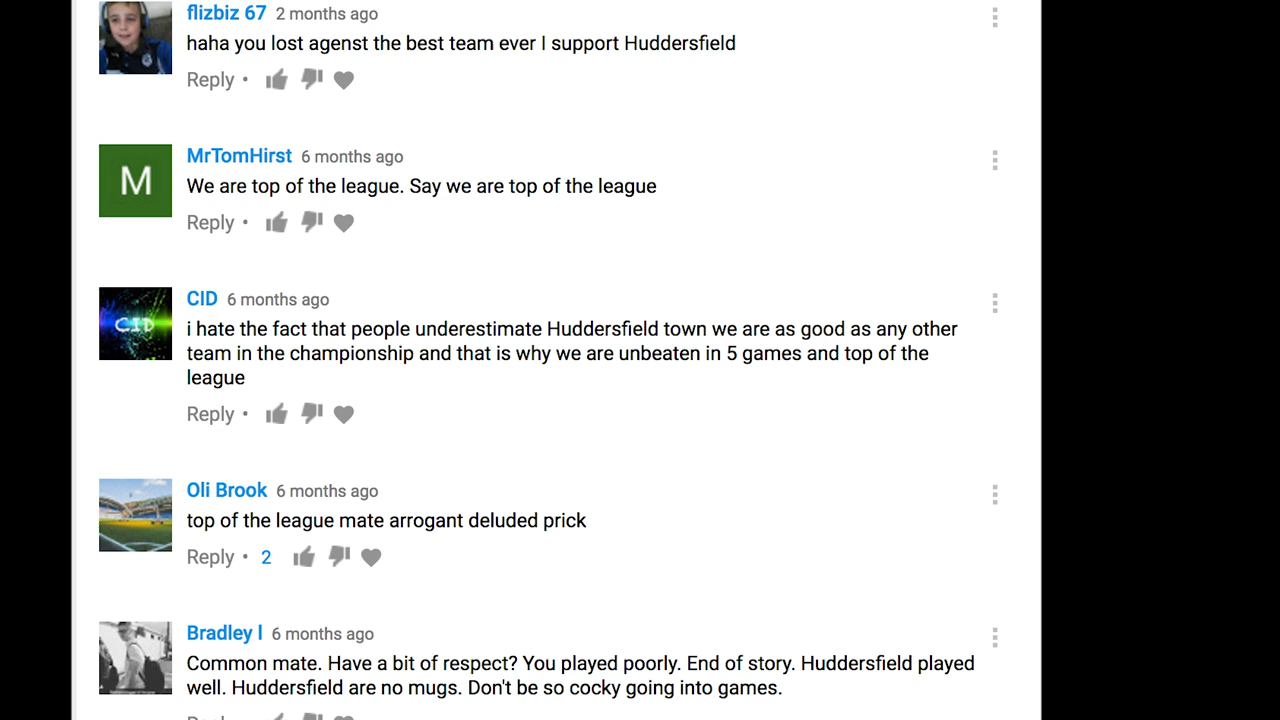 flizbiz 67 2 months ago
haha you lost agenst the best team ever I support Huddersfield
Reply •
M
MrTomHirst 6 months ago
We are top of the league. Say we are top of the league
Reply •
CID
CID 6 months ago
i hate the fact that people underestimate Huddersfield town we are as good as any other
team in the championship and that is why we are unbeaten in 5 games and top of the
league
Reply •
Oli Brook 6 months ago
top of the league mate arrogant deluded prick
Reply • 2
Bradley l 6 months ago
Common mate. Have a bit of respect? You played poorly. End of story. Huddersfield played
well. Huddersfield are no mugs. Don't be so cocky going into games.